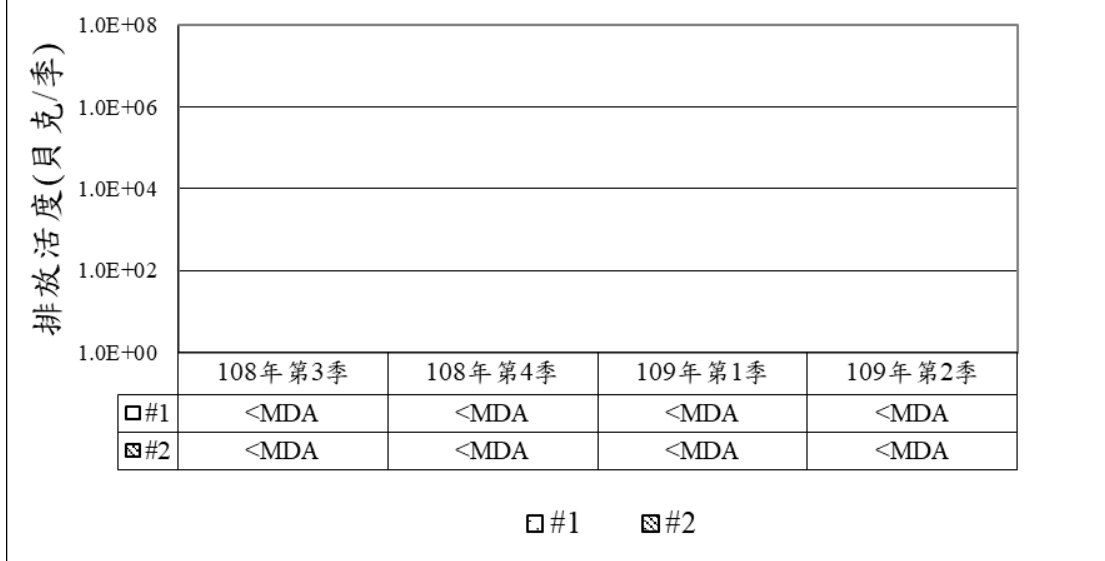 排放活度(貝克/季)
1.0E+08
1.0E+06
1.0E+04
1.0E+02
1.0E+00
108年第3季 108年第4季 109年第1季 109年第2季
#1 <MDA <MDA <MDA <MDA
#2 <MDA <MDA <MDA <MDA
#1 #2